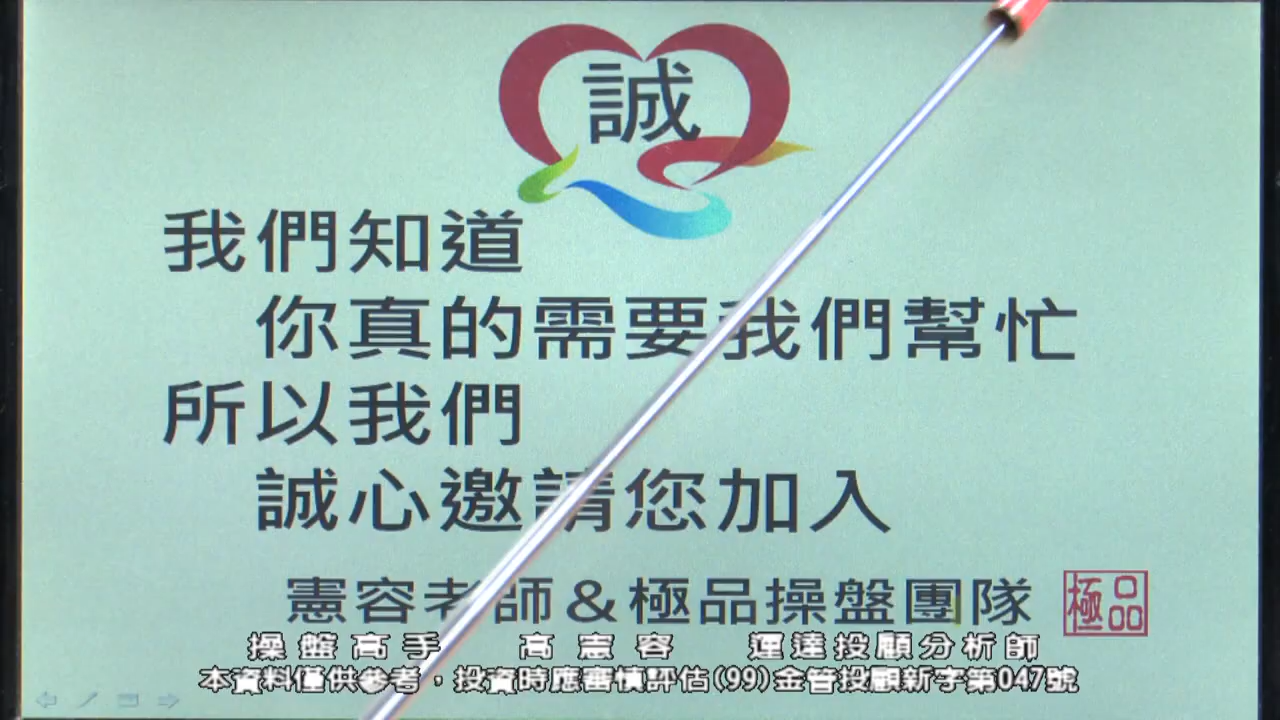 誠
我們知道
你真的需要我們幫忙
所以我們
誠心邀請您加入
憲容老師&極品操盤團隊 極品
操盤高手 高憲容 運達投顧分析師
本資料僅供參考，投資時應審慎評估(99)金管投顧新字第047號